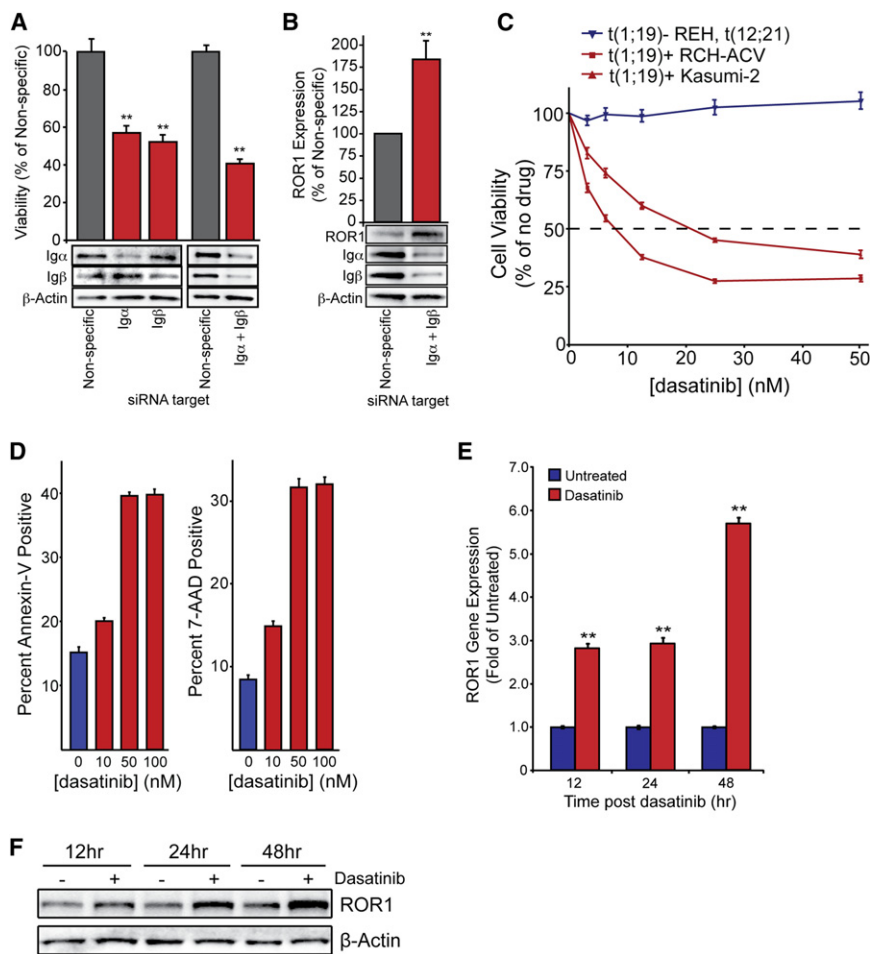 A
Viability (% of Non-specific)
100
80
60
40
20
0
**
**
**
Igα
Igβ
β-Actin
Non-specific
Igα
Igβ
Non-specific
Igα + Igβ
siRNA target
B
ROR1 Expression
(% of Non-specific)
200
175
150
125
100
75
50
25
0
**
ROR1
Igα
Igβ
β-Actin
Non-specific
Igα + Igβ
siRNA target
C
t(1;19)- REH, t(12;21)
t(1;19)+ RCH-ACV
t(1;19)+ Kasumi-2
Cell Viability
(% of no drug)
100
75
50
25
0
0 10 20 30 40 50
[dasatinib] (nM)
D
Percent Annexin-V Positive
40
30
20
10
0 10 50 100
[dasatinib] (nM)
Percent 7-AAD Positive
30
20
10
0 10 50 100
[dasatinib] (nM)
E
Untreated
Dasatinib
ROR1 Gene Expression
(Fold of Untreated)
7.0
6.0
5.0
4.0
3.0
2.0
1.0
0
**
**
**
12 24 48
Time post dasatinib (hr)
F
12hr 24hr 48hr
- + - + - + Dasatinib
ROR1
β-Actin